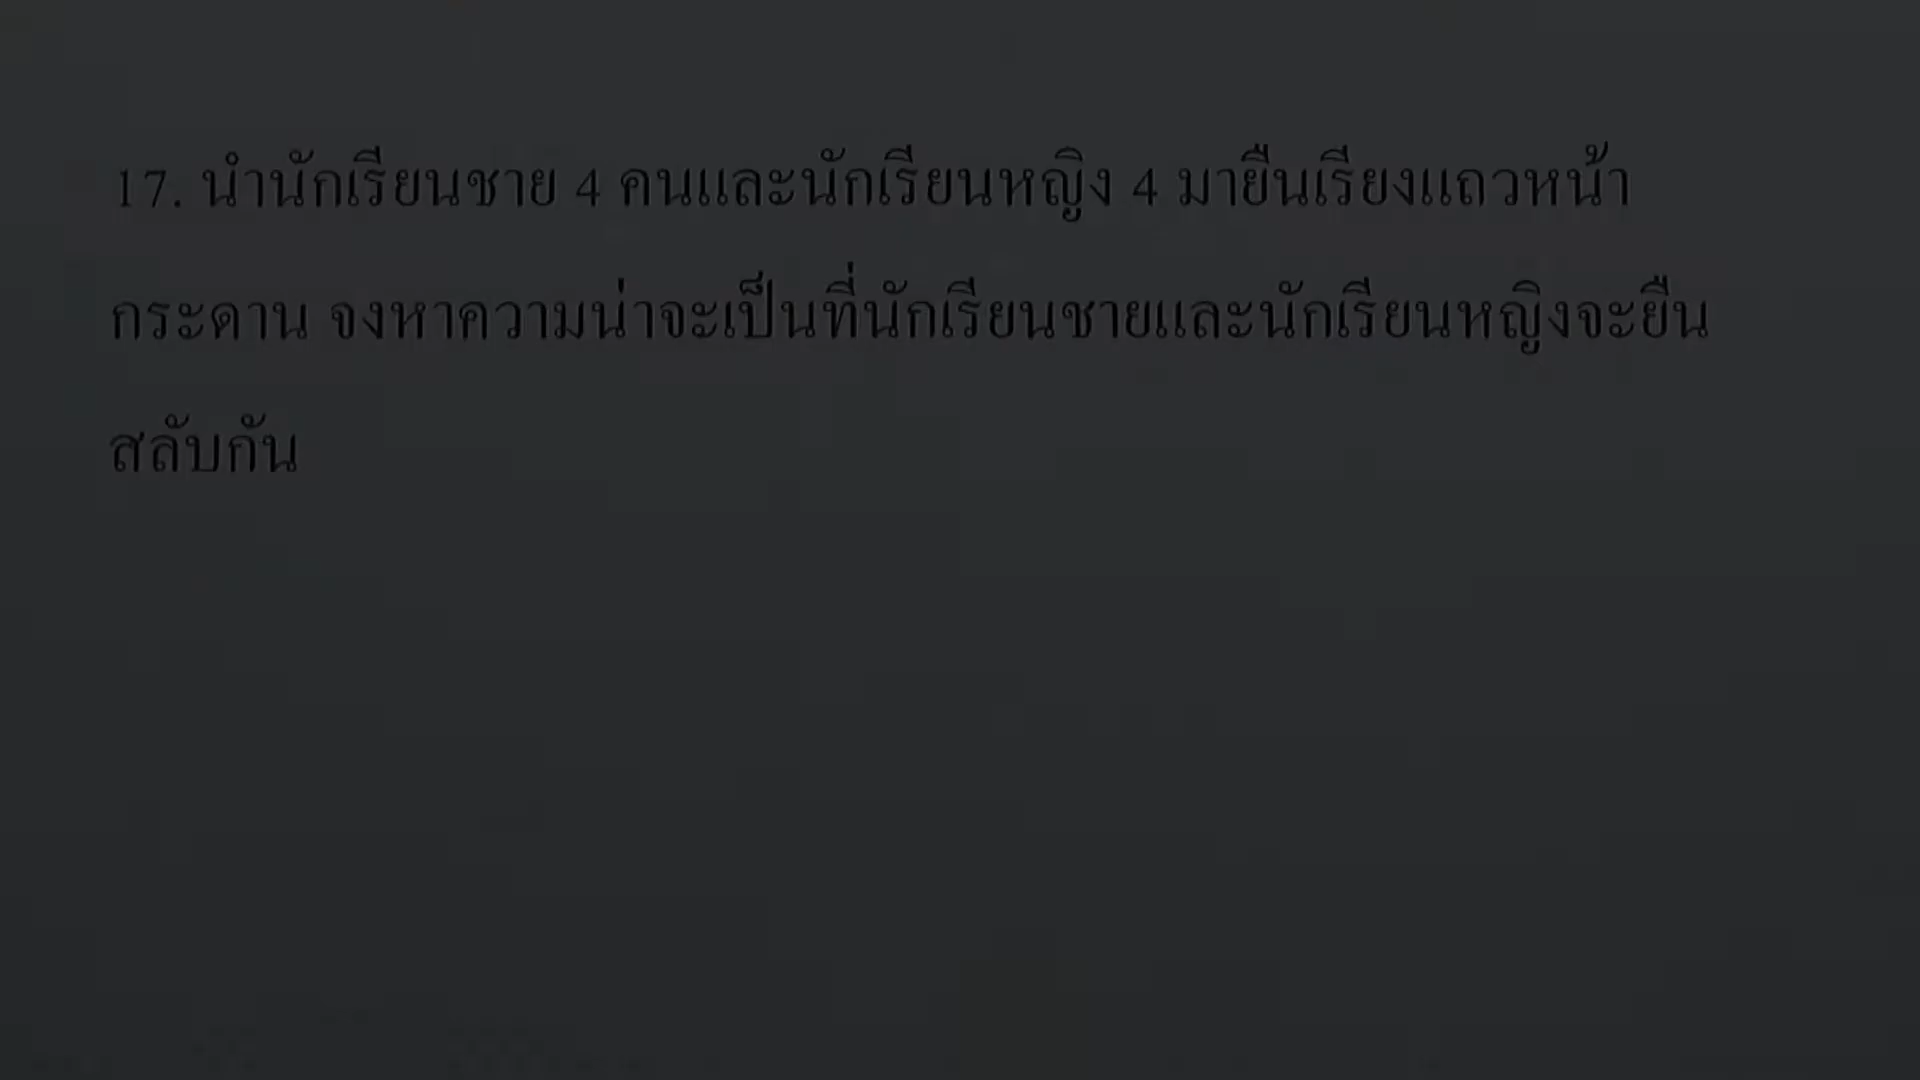 17. นำนักเรียนชาย 4 คนและนักเรียนหญิง 4 มายืนเรียงแถวหน้า
กระดาน จงหาความน่าจะเป็นที่นักเรียนชายและนักเรียนหญิงจะยืน
สลับกัน